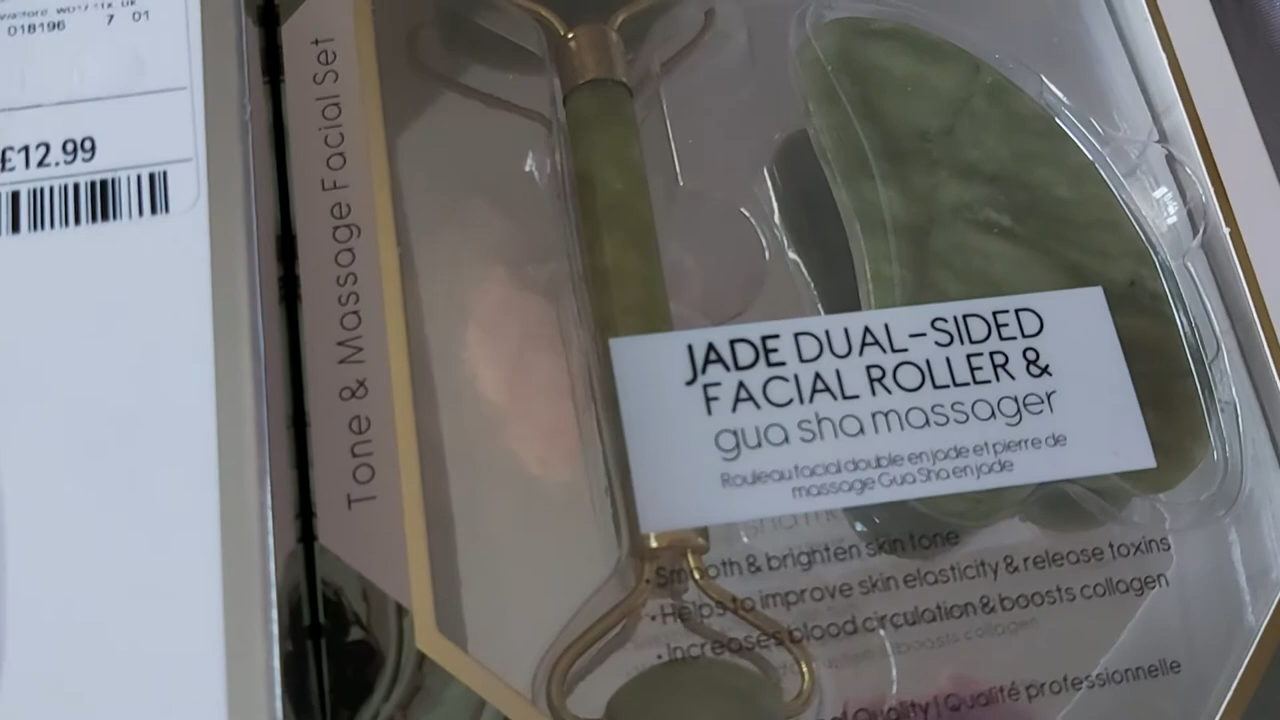 018196 7 01
£12.99
Tone & Massage Facial Set
JADE DUAL-SIDED
FACIAL ROLLER &
gua sha massager
Rouleau facial double en jade et pierre de
massage Gua Sha en jade
• Smooth & brighten skin tone
• Helps to improve skin elasticity & release toxins
• Increases blood circulation & boosts collagen
Quality | Qualité professionnelle